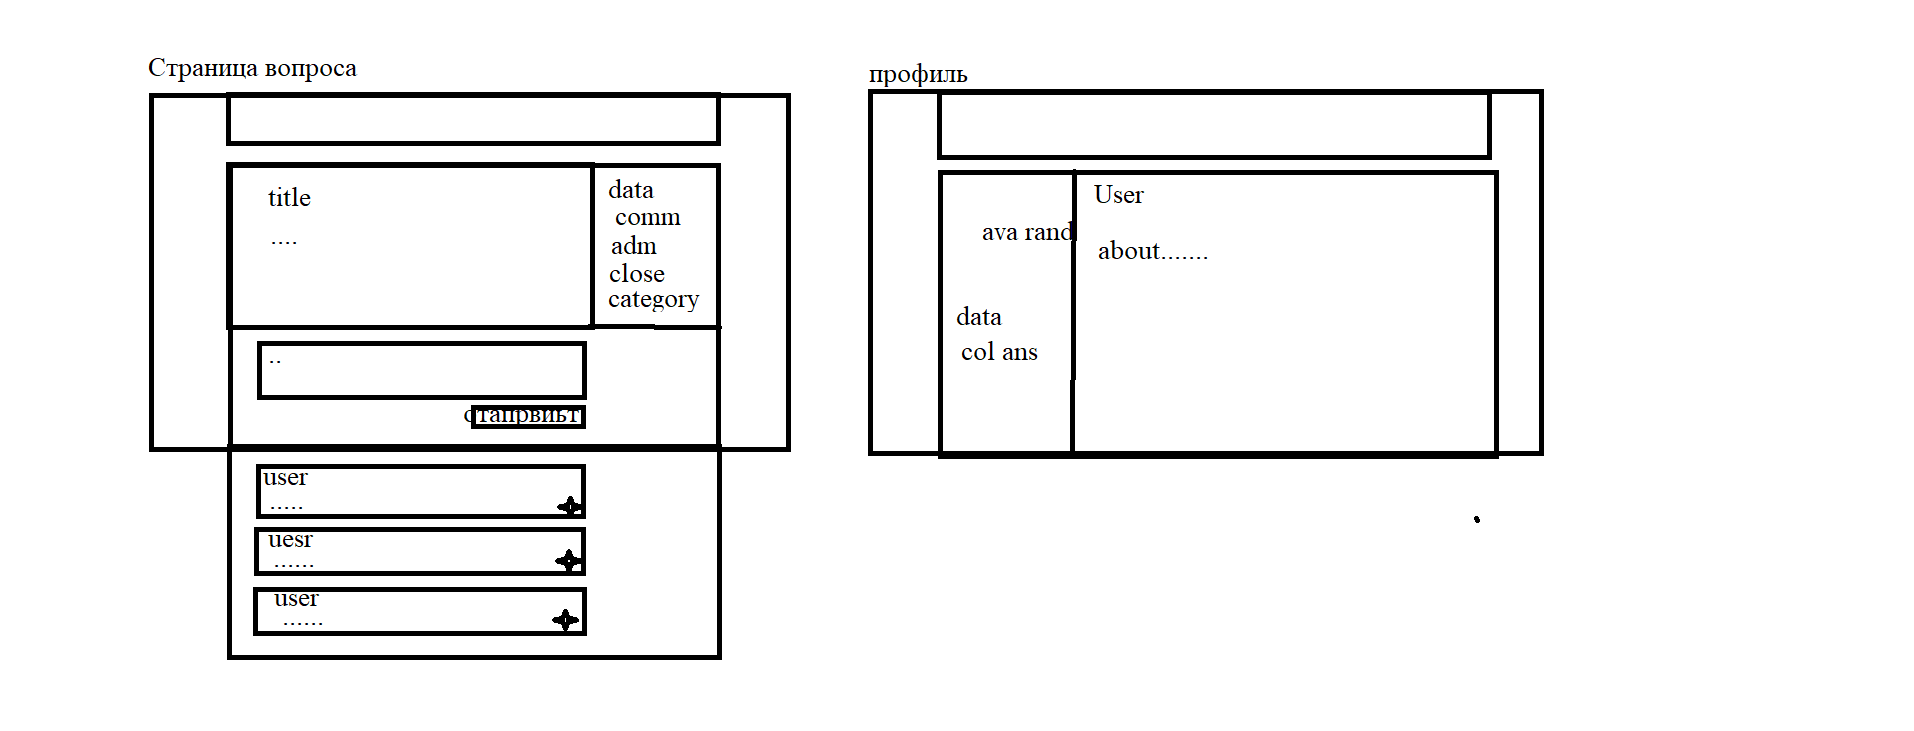 Страница вопроса
title
....
data
comm
adm
close
category
..
отапрвиьт
user
.....
uesr
......
user
......
профиль
ava rand
data
col ans
User
about.......